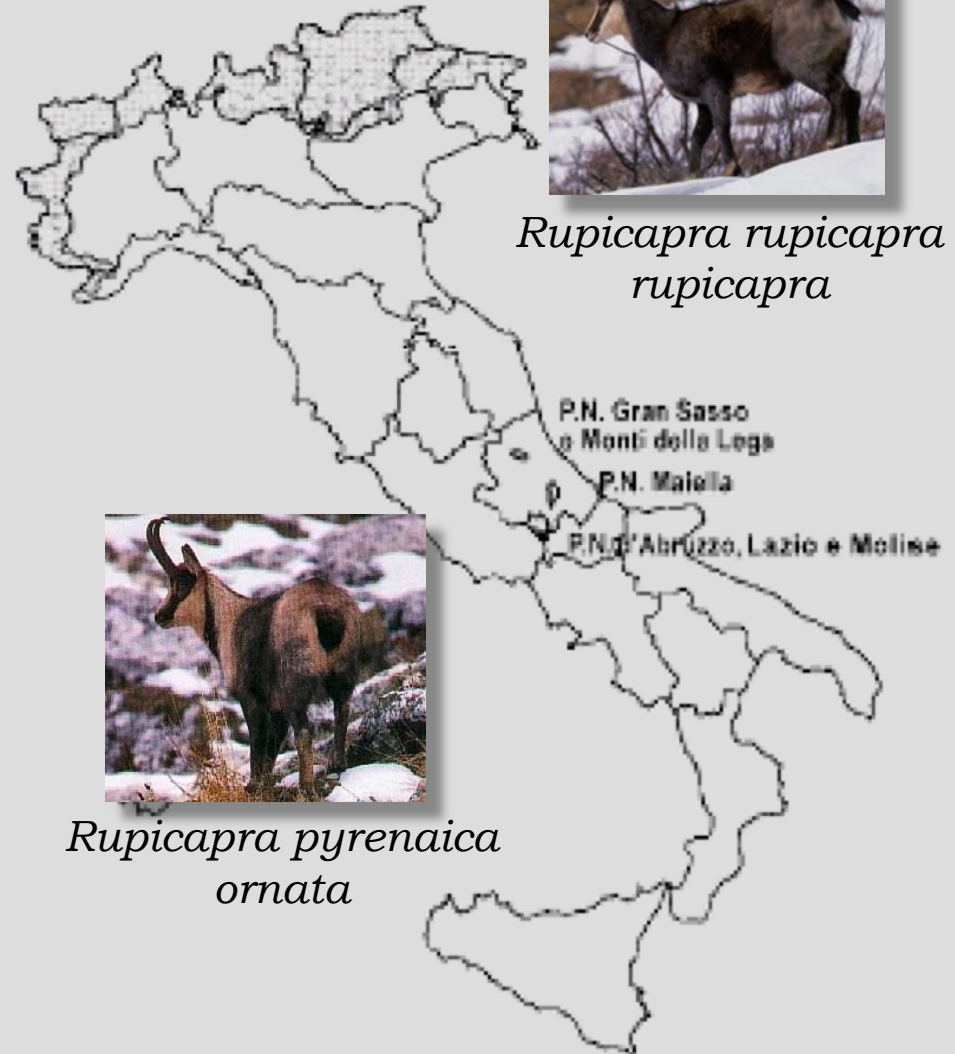 Rupicapra rupicapra
rupicapra
P.N. Gran Sasso
e Monti della Laga
P.N. Maiella
P.N.D'Abruzzo, Lazio e Molise
Rupicapra pyrenaica
ornata